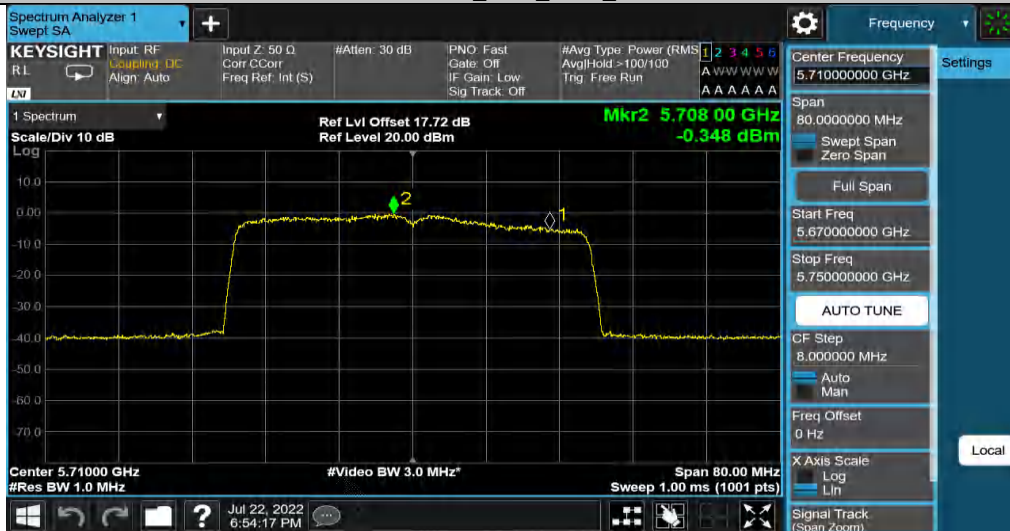 Spectrum Analyzer 1
Swept SA
Frequency
KEYSIGHT
RL
LXI
Input: RF
Coupling: DC
Align: Auto
Input Z: 50 Ω
Corr CCorr
Freq Ref: Int (S)
#Atten: 30 dB
PNO: Fast
Gate: Off
IF Gain: Low
Sig Track: Off
#Avg Type: Power (RMS
Avg|Hold >100/100
Trig: Free Run
1 2 3 4 5 6
A W W W W W
A A A A A A
1 Spectrum
Scale/Div 10 dB
Log
Ref Lvl Offset 17.72 dB
Ref Level 20.00 dBm
Mkr2 5.708 00 GHz
-0.348 dBm
10.0
0.00
-10.0
-20.0
-30.0
-40.0
-50.0
-60.0
-70.0
2
1
Center 5.71000 GHz
#Res BW 1.0 MHz
#Video BW 3.0 MHz*
Span 80.00 MHz
Sweep 1.00 ms (1001 pts)
Jul 22, 2022
6:54:17 PM
Center Frequency
5.710000000 GHz
Span
80.0000000 MHz
Swept Span
Zero Span
Full Span
Start Freq
5.670000000 GHz
Stop Freq
5.750000000 GHz
AUTO TUNE
CF Step
8.000000 MHz
Auto
Man
Freq Offset
0 Hz
X Axis Scale
Log
Lin
Signal Track
(Span Zoom)
Settings
Local